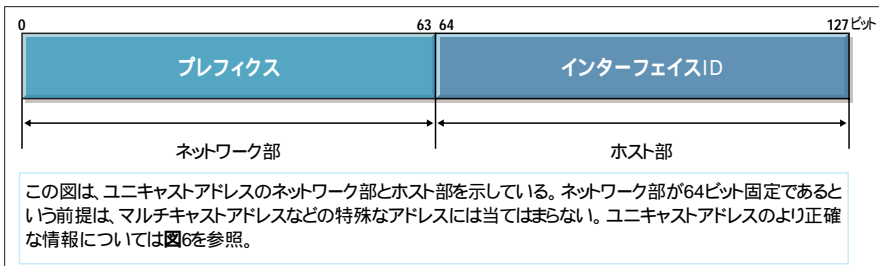 0 63 64 127ビット
プレフィクス インターフェイスID
ネットワーク部 ホスト部
この図は、ユニキャストアドレスのネットワーク部とホスト部を示している。ネットワーク部が64ビット固定であると
いう前提は、マルチキャストアドレスなどの特殊なアドレスには当てはまらない。ユニキャストアドレスのより正確
な情報については図6を参照。